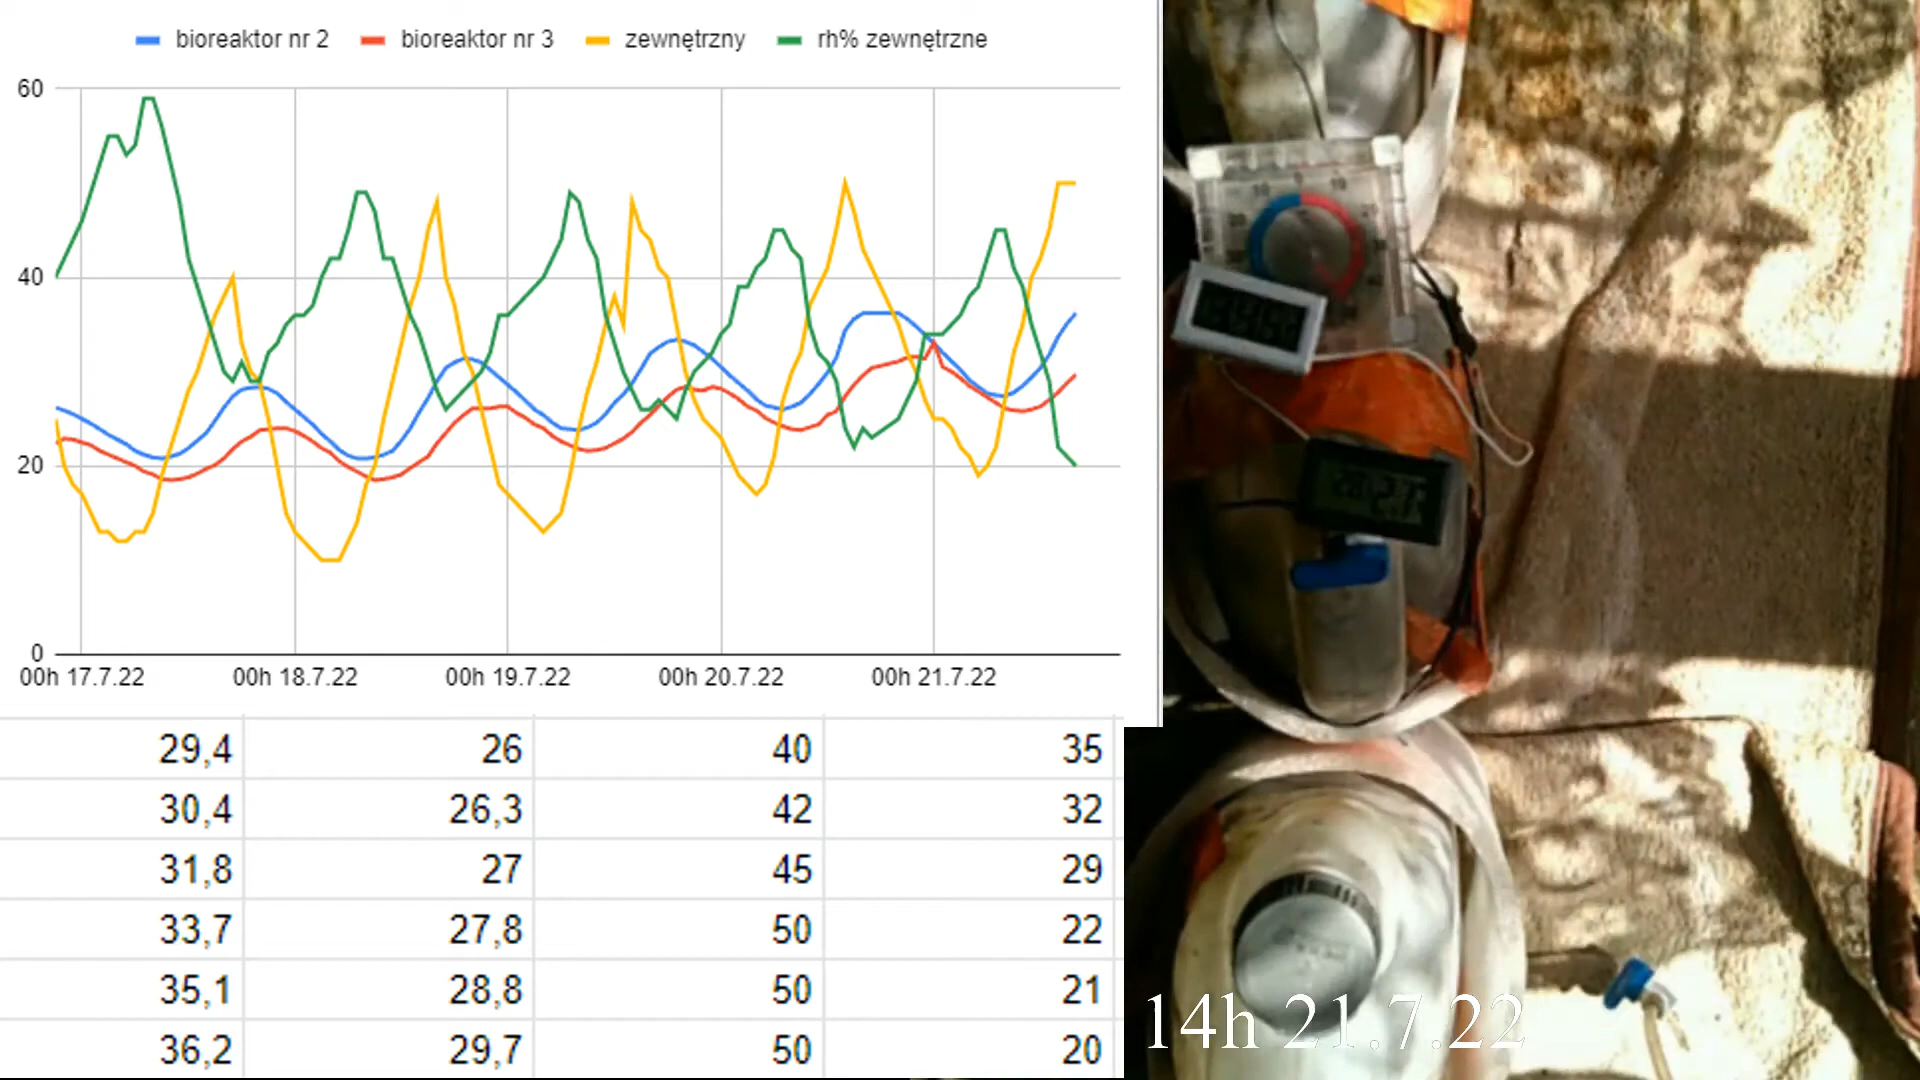 bioreaktor nr 2 bioreaktor nr 3 zewnętrzny rh% zewnętrzne
60
40
20
0
00h 17.7.22 00h 18.7.22 00h 19.7.22 00h 20.7.22 00h 21.7.22
29,4 26 40 35
30,4 26,3 42 32
31,8 27 45 29
33,7 27,8 50 22
35,1 28,8 50 21
36,2 29,7 50 20
14h 21.7.22